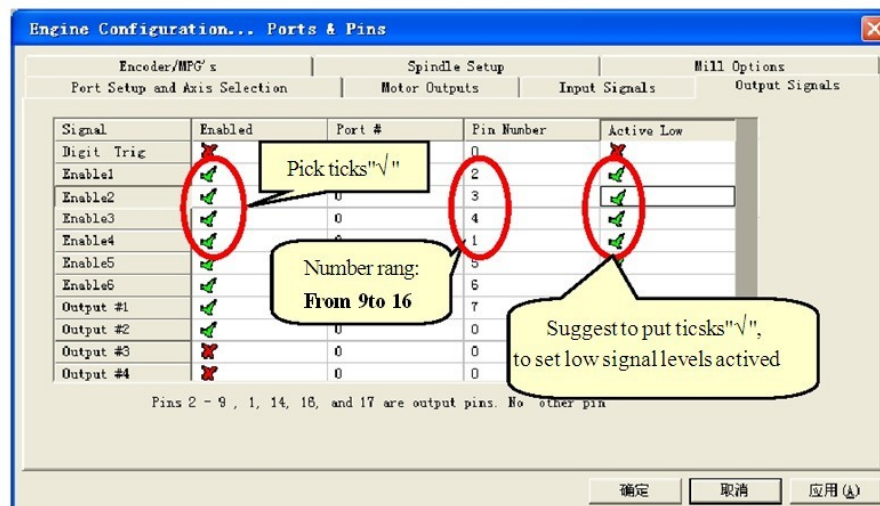 Engine Configuration... Ports & Pins
Encoder/MPG's Spindle Setup Mill Options
Port Setup and Axis Selection Motor Outputs Input Signals Output Signals
Signal Enabled Port # Pin Number Active Low
Digit Trig 0
Enable1 2
Enable2 0 3
Enable3 0 4
Enable4 1
Enable5 5
Enable6 6
Output #1 7
Output #2 0 0
Output #3 0 0
Output #4 0 0
Pick ticks"√"
Number rang:
From 9to 16
Suggest to put ticsks"√",
to set low signal levels actived
Pins 2 - 9 , 1, 14, 16, and 17 are output pins. No other pin
确定 取消 应用(A)